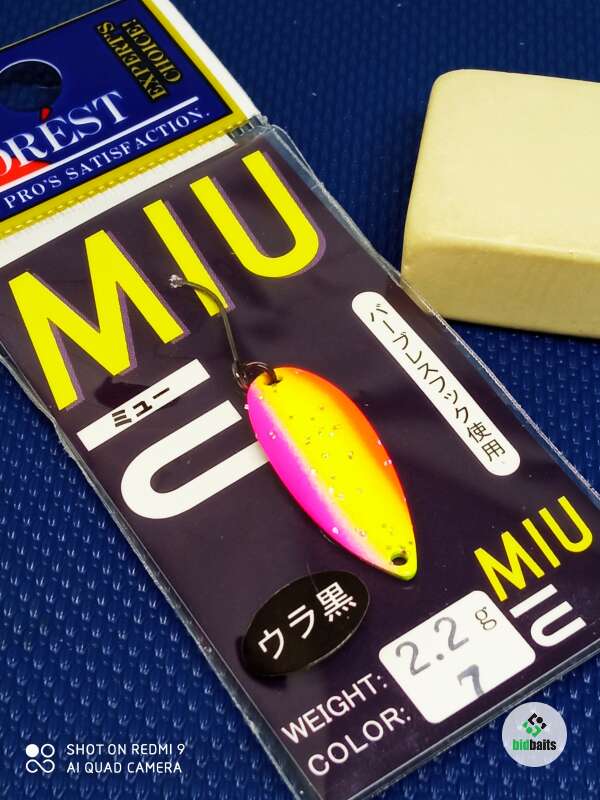 EXPERT'S
CHOICE!
ORÉST
PRO'S SATISFACTION.
MIU
ミュー
バーブレスフック使用
ウラ黒
MIU
WEIGHT: 2.2g
COLOR: 7
SHOT ON REDMI 9
AI QUAD CAMERA
bidbaits